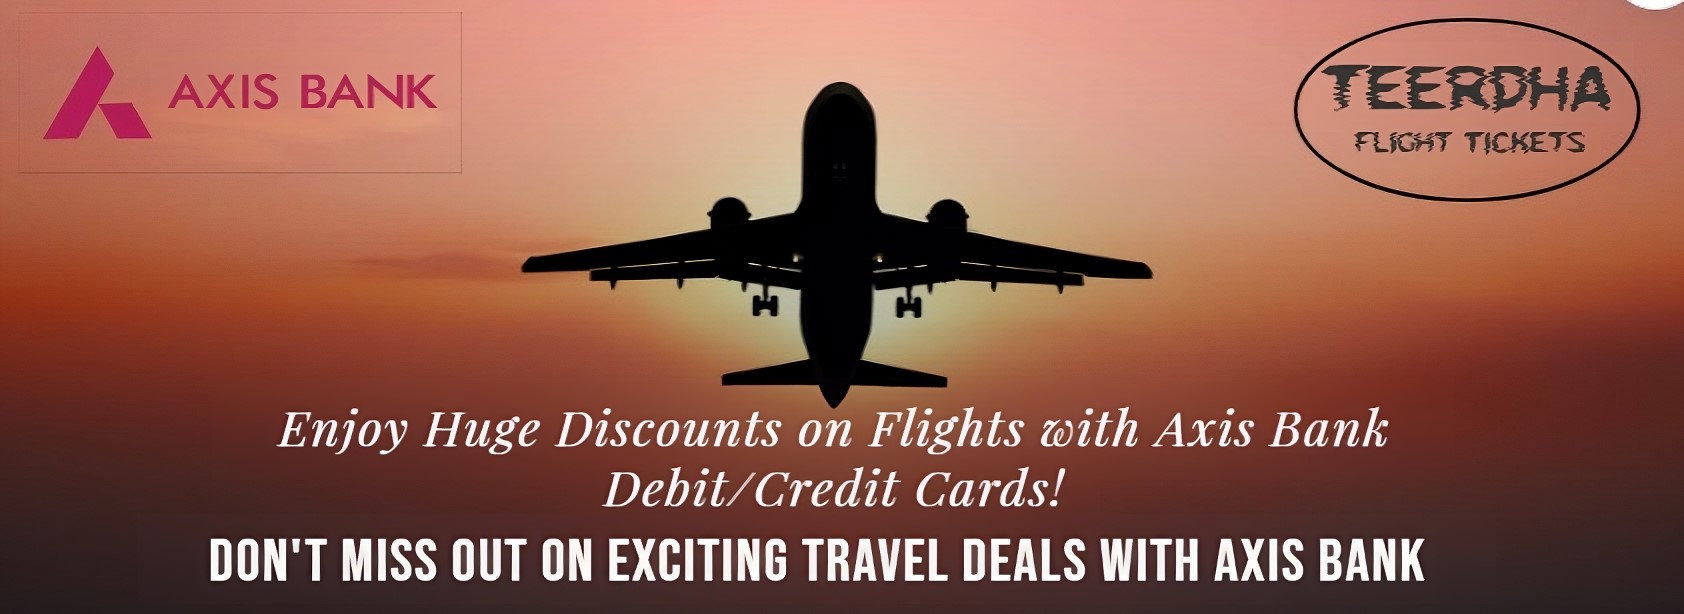 AXIS BANK
TEERDHA
FLIGHT TICKETS
Enjoy Huge Discounts on Flights with Axis Bank
Debit/Credit Cards!
DON'T MISS OUT ON EXCITING TRAVEL DEALS WITH AXIS BANK